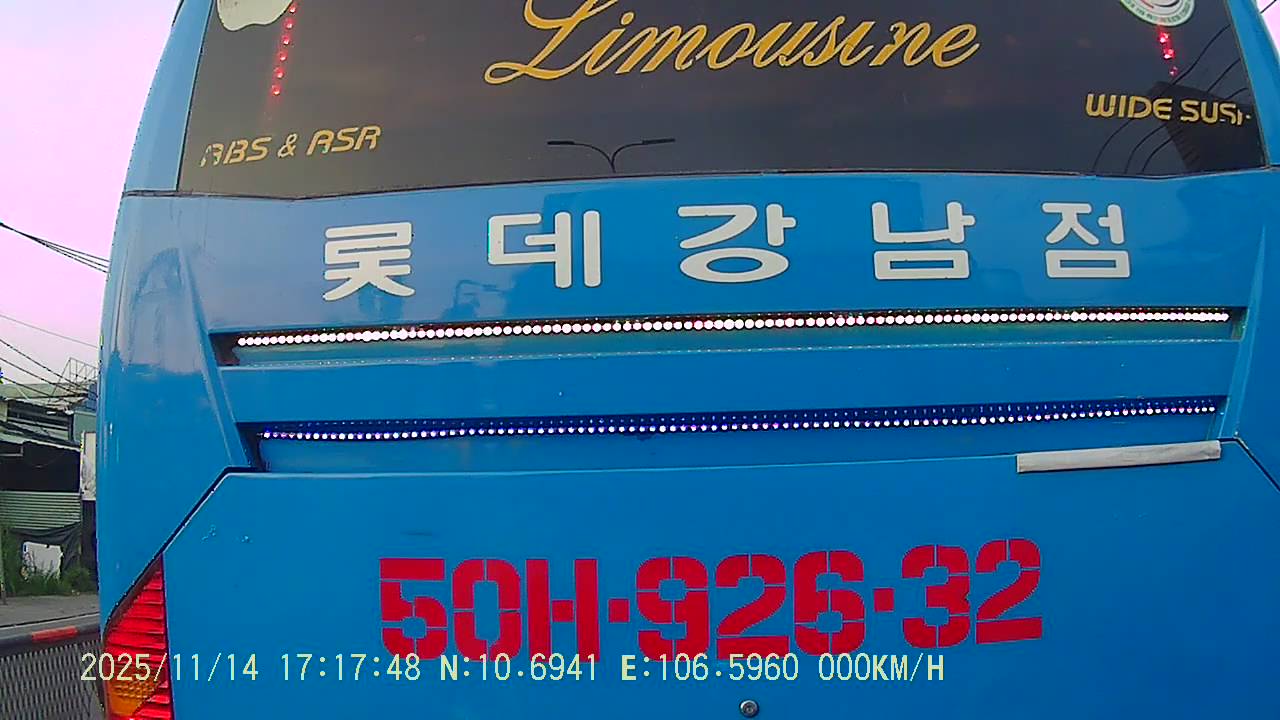 Limousine
ABS & ASR
WIDE SUS
롯데강남점
50H-926-32
2025/11/14 17:17:48 N:10.6941 E:106.5960 000KM/H